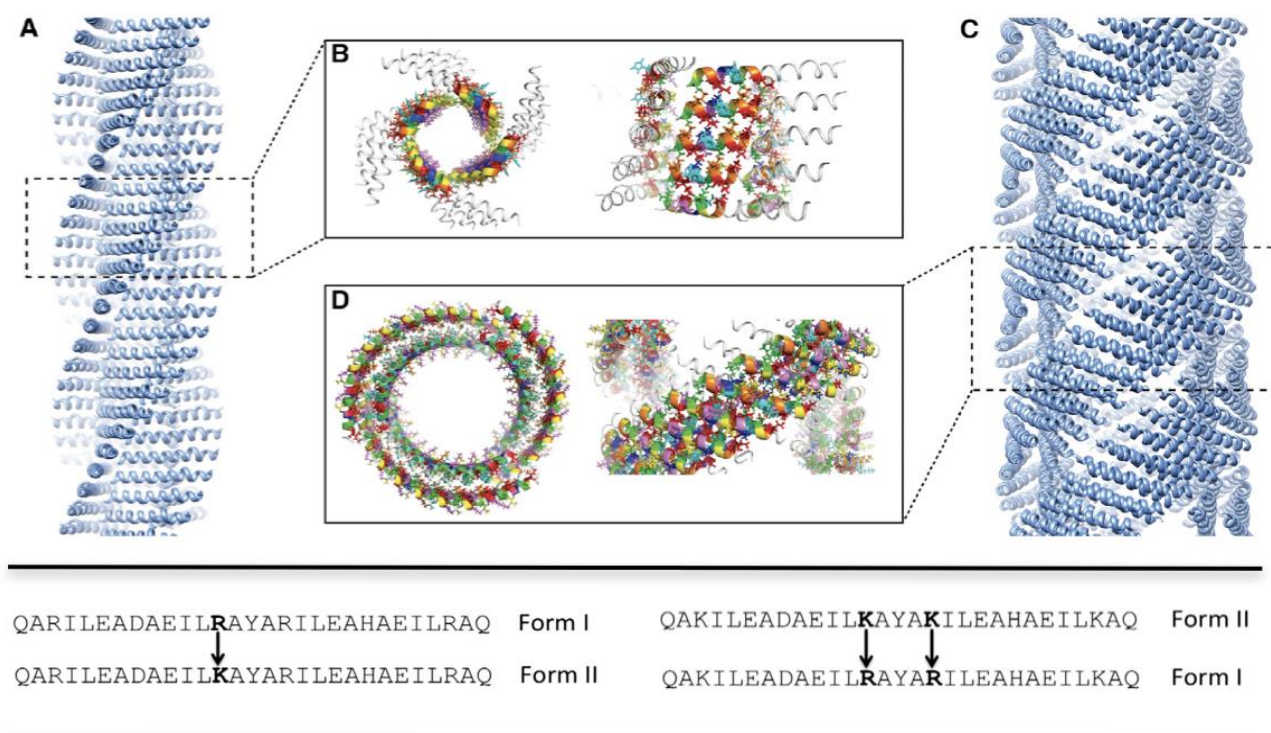 A
B
C
D
QARILEADAEILRAYARILEAHAEILRAQ Form I
QARILEADAEILKAYARILEAHAEILRAQ Form II
QAKILEADAEILKAYAKILEAHAEILKAQ Form II
QAKILEADAEILRAYARILEAHAEILKAQ Form I